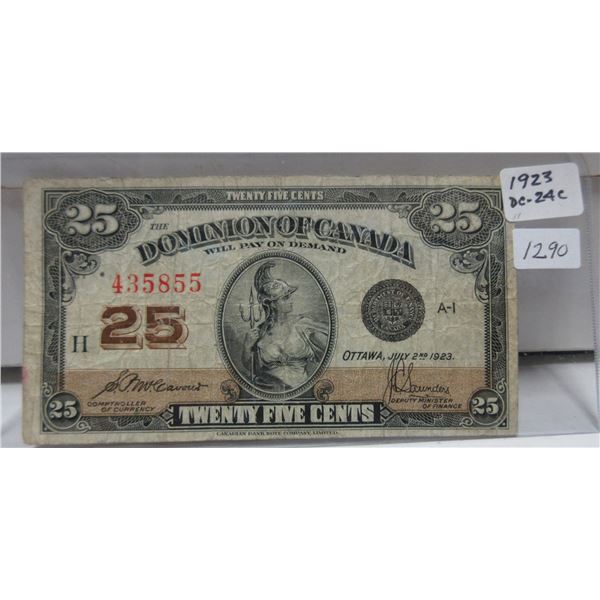 1923
DC-24C
"
1290
TWENTY FIVE CENTS
25 25
THE DOMINION OF CANADA
WILL PAY ON DEMAND
435855
25
H
A-1
OTTAWA, JULY 2ND 1923.
J.C. Saunders
COMPTROLLER OF CURRENCY
DEPUTY MINISTER OF FINANCE
25 TWENTY FIVE CENTS 25
CANADIAN BANK NOTE COMPANY, LIMITED.